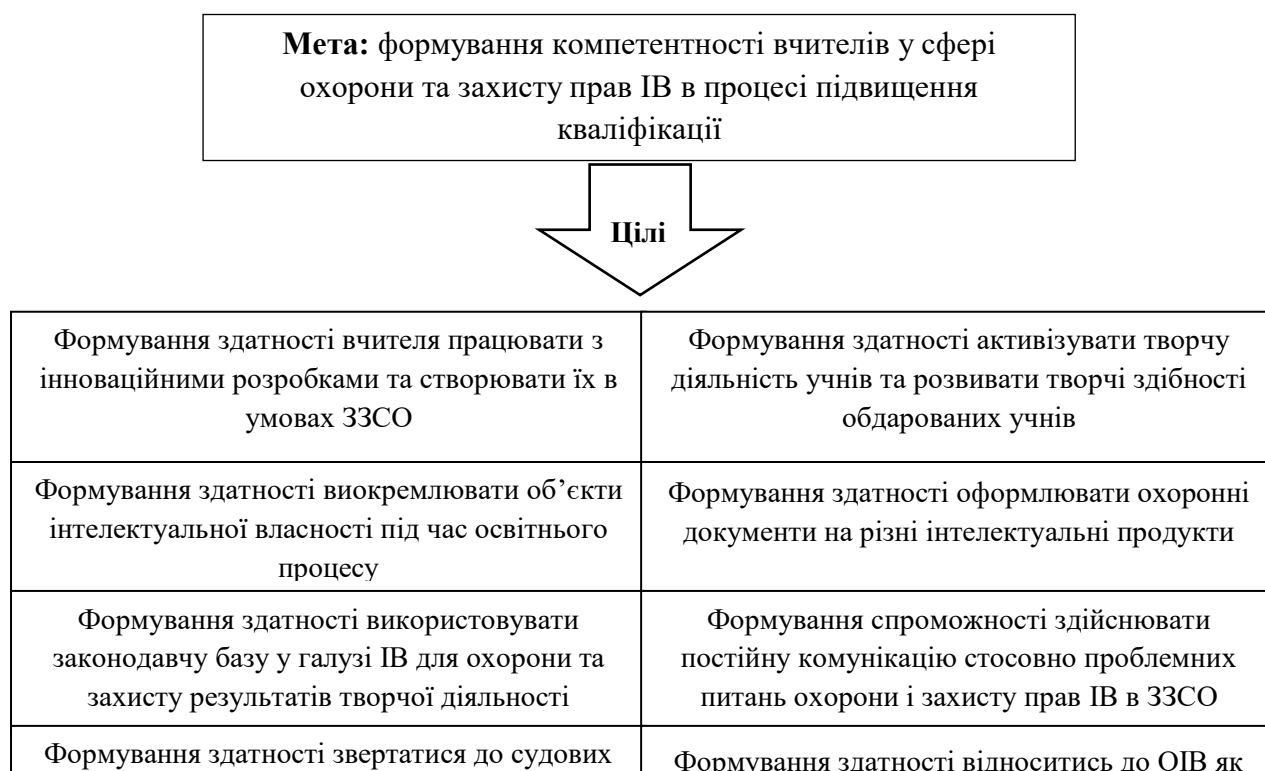 Мета: формування компетентності вчителів у сфері
охорони та захисту прав ІВ в процесі підвищення
кваліфікації
Цілі
Формування здатності вчителя працювати з
інноваційними розробками та створювати їх в
умовах ЗЗСО
Формування здатності активізувати творчу
діяльність учнів та розвивати творчі здібності
обдарованих учнів
Формування здатності виокремлювати об’єкти
інтелектуальної власності під час освітнього
процесу
Формування здатності оформлювати охоронні
документи на різні інтелектуальні продукти
Формування здатності використовувати
законодавчу базу у галузі ІВ для охорони та
захисту результатів творчої діяльності
Формування спроможності здійснювати
постійну комунікацію стосовно проблемних
питань охорони і захисту прав ІВ в ЗЗСО
Формування здатності звертатися до судових
Формування здатності відноситись до ОІВ як